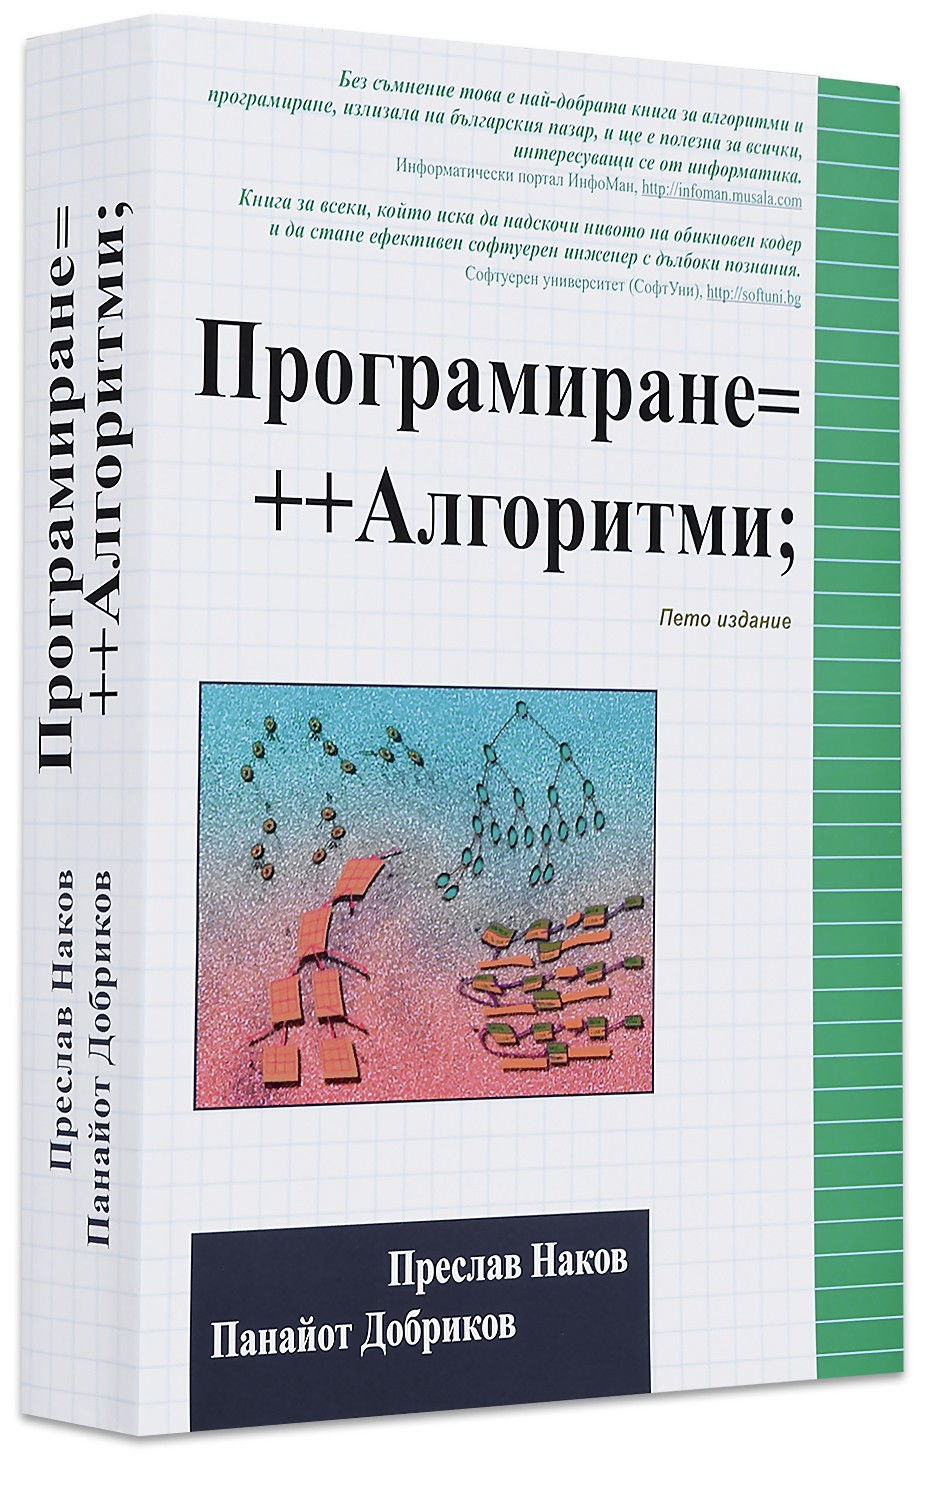 Без съмнение това е най-добрата книга за алгоритми и
програмиране, излизала на българския пазар, и ще е полезна за всички,
интересуващи се от информатика.
Информатически портал ИнфоМан, http://infoman.musala.com
Книга за всеки, който иска да надскочи нивото на обикновен кодер
и да стане ефективен софтуерен инженер с дълбоки познания.
Софтуерен университет (СофтУни), http://softuni.bg
Програмиране=
++Алгоритми;
Пето издание
Преслав Наков
Панайот Добриков
Програмиране=
++Алгоритми;
Преслав Наков
Панайот Добриков